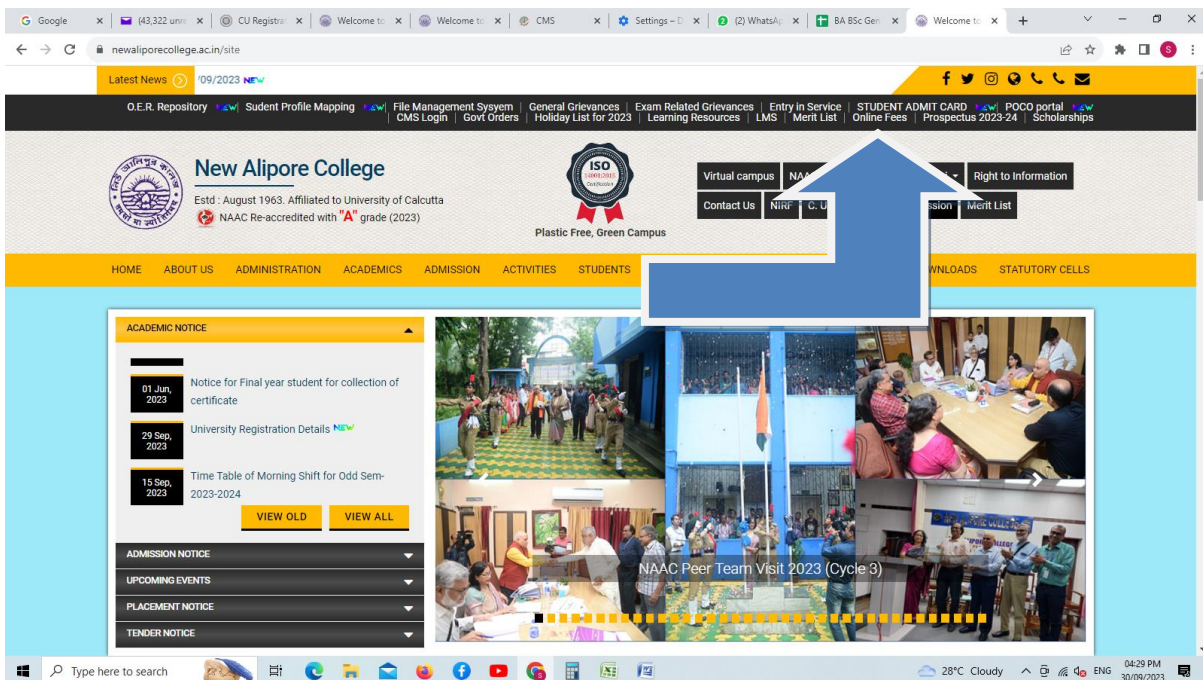 Google
(43,322 unre
CU Registra
Welcome to
Welcome to
CMS
Settings – D
(2) WhatsAp
BA BSc Gen
Welcome to
newaliporecollege.ac.in/site
S
Latest News
'09/2023 NEW
O.E.R. Repository NEW| Sudent Profile Mapping NEW| File Management Sysyem | General Grievances | Exam Related Grievances | Entry in Service | STUDENT ADMIT CARD NEW| POCO portal NEW
| CMS Login | Govt Orders | Holiday List for 2023 | Learning Resources | LMS | Merit List | Online Fees | Prospectus 2023-24 | Scholarships
New Alipore College
Estd : August 1963. Affiliated to University of Calcutta
NAAC Re-accredited with "A" grade (2023)
ISO
14001:2015
Certification
Plastic Free, Green Campus
Virtual campus
Right to Information
Contact Us
NIRF
Merit List
HOME ABOUT US ADMINISTRATION ACADEMICS ADMISSION ACTIVITIES STUDENTS
STATUTORY CELLS
ACADEMIC NOTICE
01 Jun, 2023
Notice for Final year student for collection of
certificate
29 Sep, 2023
University Registration Details NEW
15 Sep, 2023
Time Table of Morning Shift for Odd Sem-
2023-2024
VIEW OLD VIEW ALL
ADMISSION NOTICE
UPCOMING EVENTS
PLACEMENT NOTICE
TENDER NOTICE
NAAC Peer Team Visit 2023 (Cycle 3)
Type here to search
28°C Cloudy
ENG
04:29 PM
30/09/2023